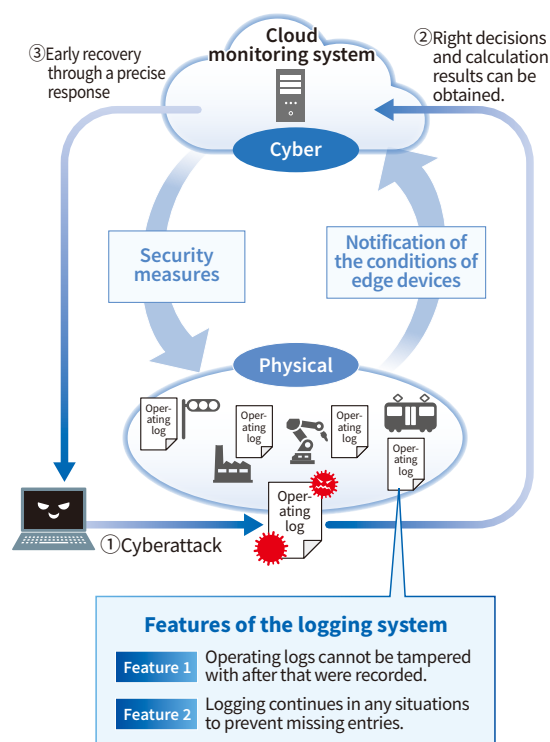 Cloud
monitoring system
③Early recovery
through a precise
response
②Right decisions
and calculation
results can be
obtained.
Cyber
Security
measures
Notification of
the conditions of
edge devices
Physical
Oper-
ating
log
Oper-
ating
log
Oper-
ating
log
Oper-
ating
log
Oper-
ating
log
①Cyberattack
Features of the logging system
Feature 1 Operating logs cannot be tampered
with after that were recorded.
Feature 2 Logging continues in any situations
to prevent missing entries.